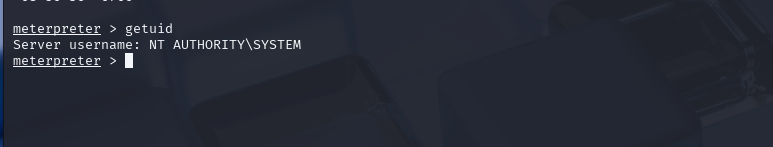 meterpreter > getuid
Server username: NT AUTHORITY\SYSTEM
meterpreter >